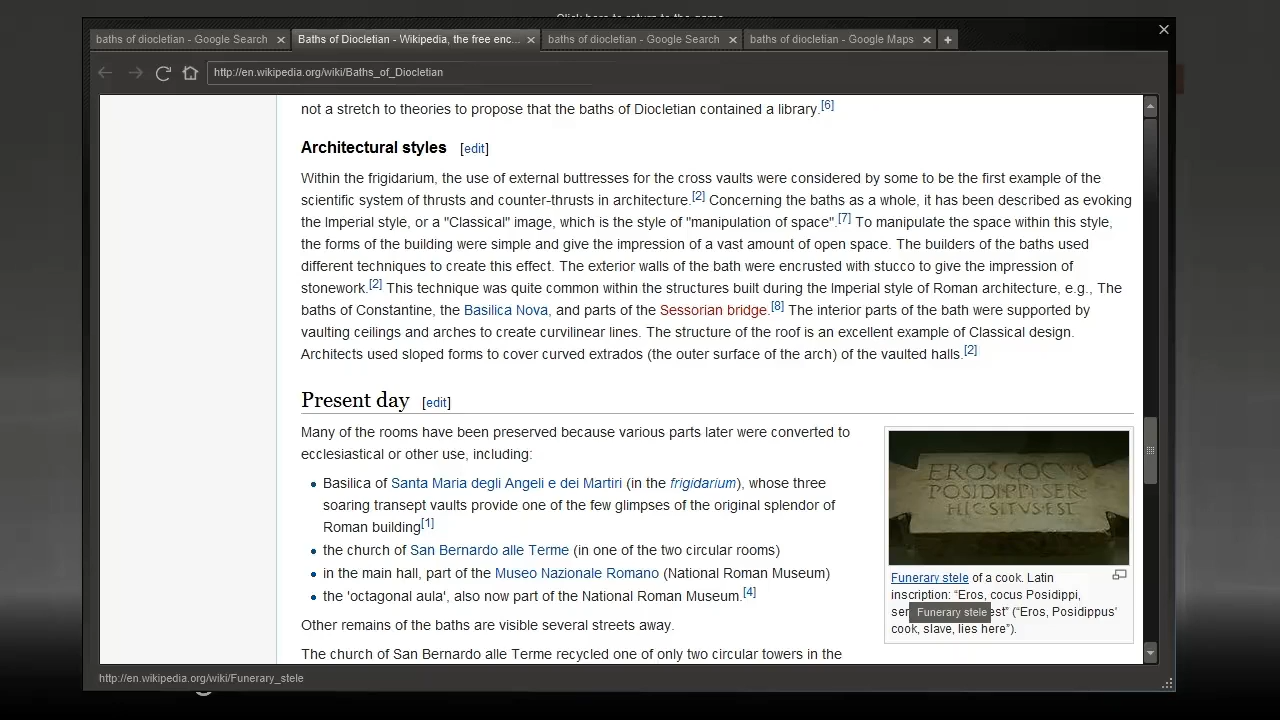 Click here to return to the game
baths of diocletian - Google Search
Baths of Diocletian - Wikipedia, the free enc...
baths of diocletian - Google Search
baths of diocletian - Google Maps
http://en.wikipedia.org/wiki/Baths_of_Diocletian
not a stretch to theories to propose that the baths of Diocletian contained a library.[6]
Architectural styles [edit]
Within the frigidarium, the use of external buttresses for the cross vaults were considered by some to be the first example of the
scientific system of thrusts and counter-thrusts in architecture.[2] Concerning the baths as a whole, it has been described as evoking
the Imperial style, or a "Classical" image, which is the style of "manipulation of space".[7] To manipulate the space within this style,
the forms of the building were simple and give the impression of a vast amount of open space. The builders of the baths used
different techniques to create this effect. The exterior walls of the bath were encrusted with stucco to give the impression of
stonework.[2] This technique was quite common within the structures built during the Imperial style of Roman architecture, e.g., The
baths of Constantine, the Basilica Nova, and parts of the Sessorian bridge.[8] The interior parts of the bath were supported by
vaulting ceilings and arches to create curvilinear lines. The structure of the roof is an excellent example of Classical design.
Architects used sloped forms to cover curved extrados (the outer surface of the arch) of the vaulted halls.[2]
Present day [edit]
Many of the rooms have been preserved because various parts later were converted to
ecclesiastical or other use, including:
Basilica of Santa Maria degli Angeli e dei Martiri (in the frigidarium), whose three
soaring transept vaults provide one of the few glimpses of the original splendor of
Roman building[1]
the church of San Bernardo alle Terme (in one of the two circular rooms)
in the main hall, part of the Museo Nazionale Romano (National Roman Museum)
the 'octagonal aula', also now part of the National Roman Museum.[4]
Other remains of the baths are visible several streets away.
The church of San Bernardo alle Terme recycled one of only two circular towers in the
EROS COCVS
POSIDIPPI SER
HIC·SITVS·EST
Funerary stele of a cook. Latin
inscription: “Eros, cocus Posidippi,
ser est” (“Eros, Posidippus’
cook, slave, lies here”).
Funerary stele
http://en.wikipedia.org/wiki/Funerary_stele